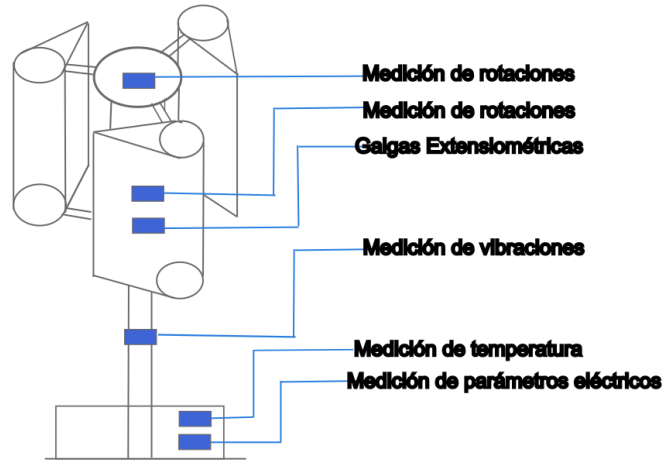 Medición de rotaciones
Medición de rotaciones
Galgas Extensiométricas
Medición de vibraciones
Medición de temperatura
Medición de parámetros eléctricos